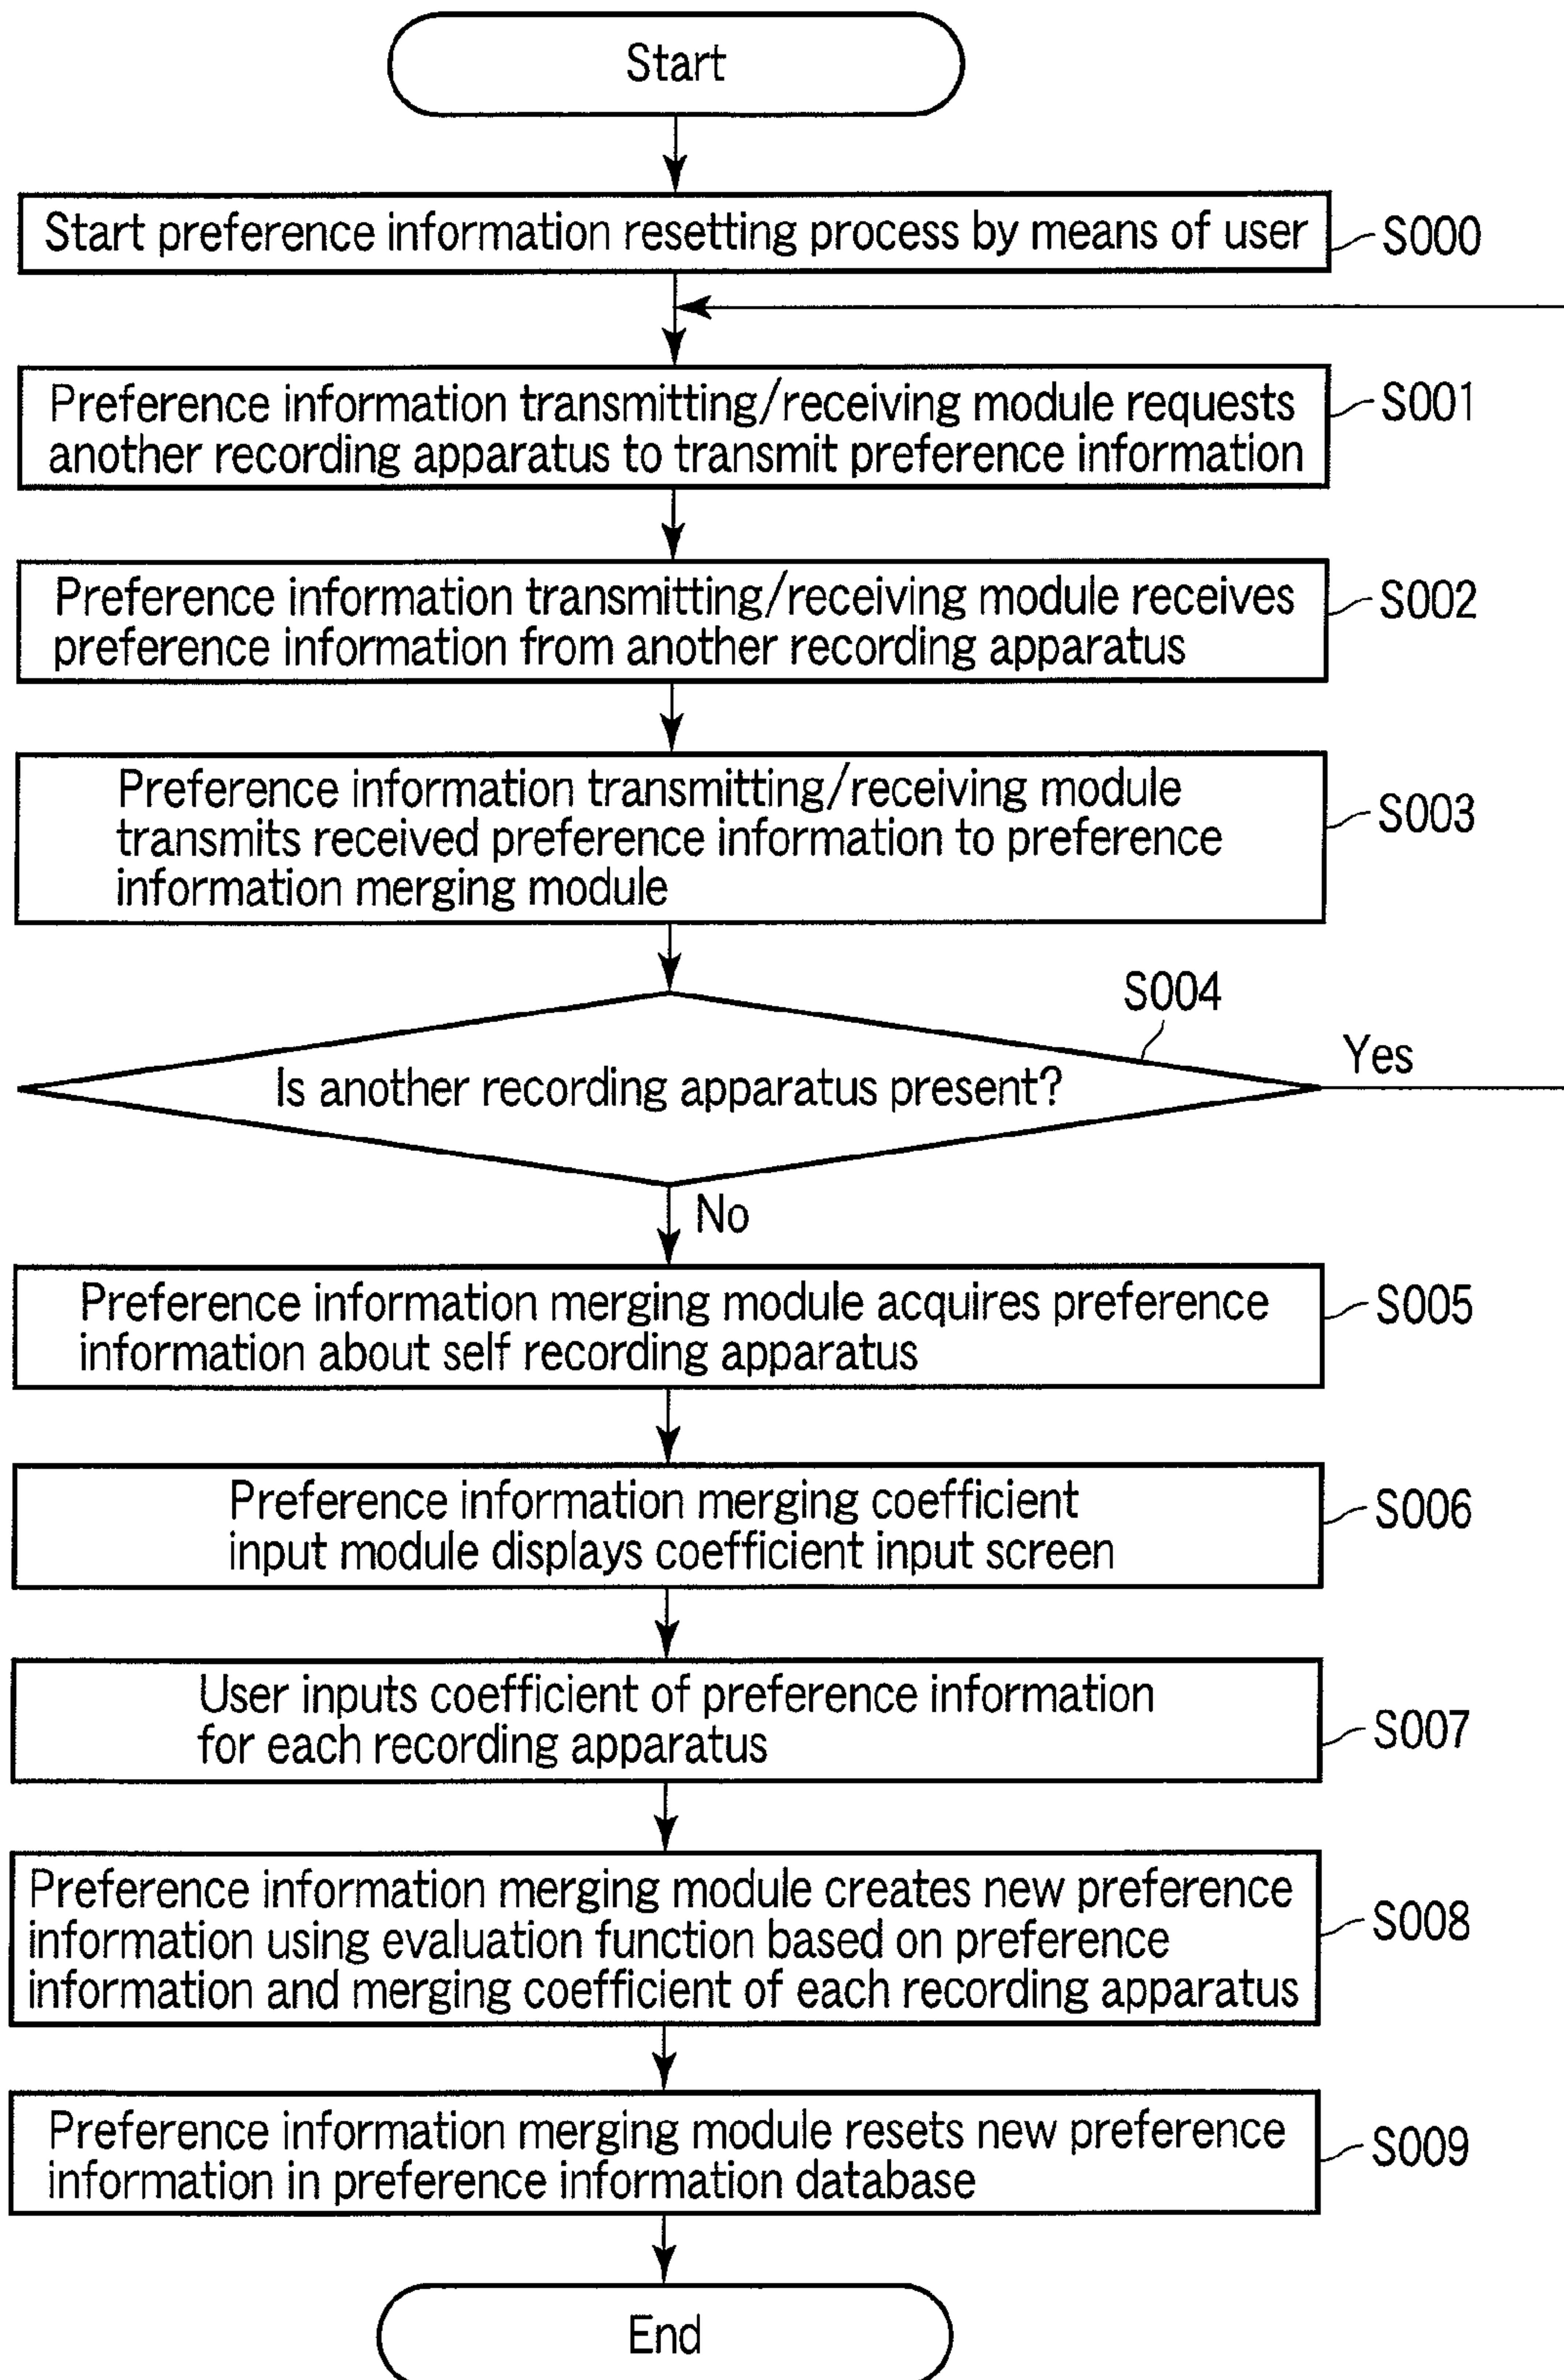 Start
Start preference information resetting process by means of user
S000
Preference information transmitting/receiving module requests
another recording apparatus to transmit preference information
S001
Preference information transmitting/receiving module receives
preference information from another recording apparatus
S002
Preference information transmitting/receiving module
transmits received preference information to preference
information merging module
S003
S004
Is another recording apparatus present?
Yes
No
Preference information merging module acquires preference
information about self recording apparatus
S005
Preference information merging coefficient
input module displays coefficient input screen
S006
User inputs coefficient of preference information
for each recording apparatus
S007
Preference information merging module creates new preference
information using evaluation function based on preference
information and merging coefficient of each recording apparatus
S008
Preference information merging module resets new preference
information in preference information database
S009
End